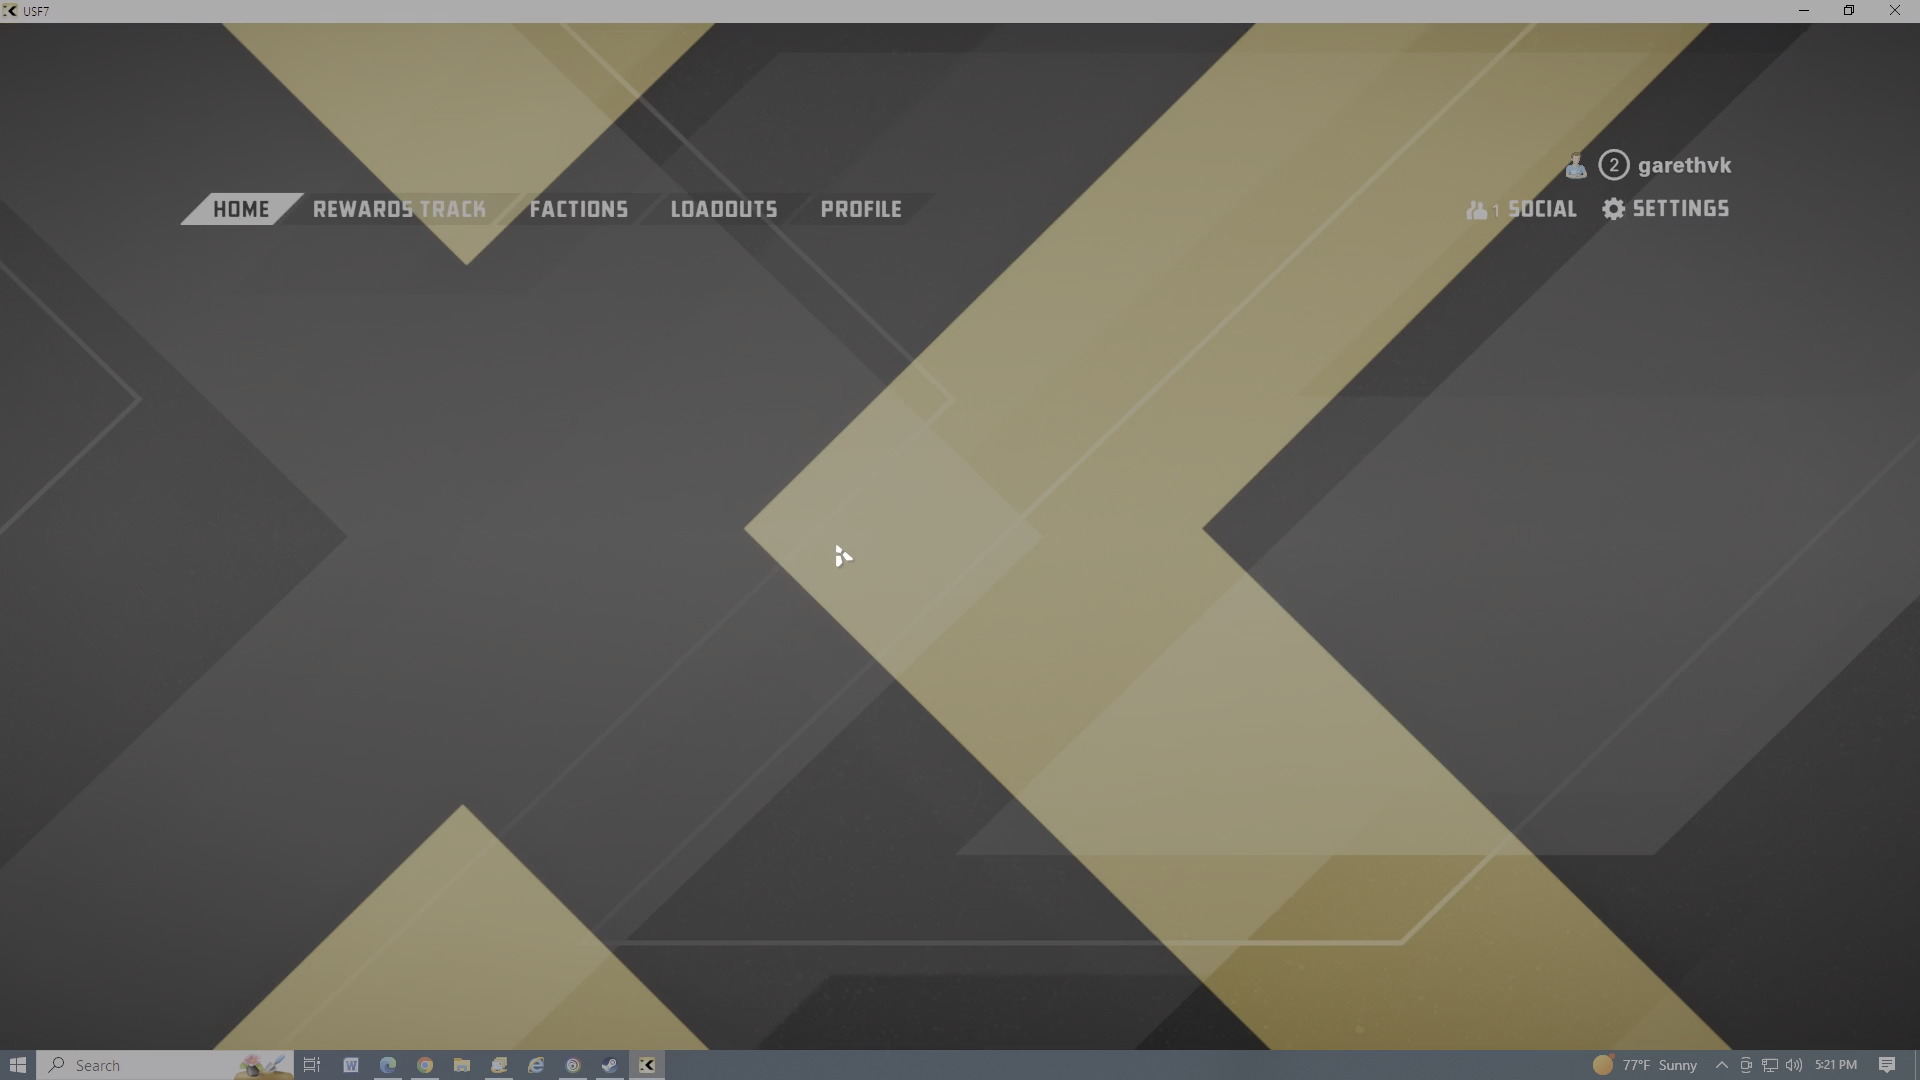 USF7
2 garethvk
HOME REWARDS TRACK FACTIONS LOADOUTS PROFILE
1 SOCIAL SETTINGS
Search
77°F Sunny 5:21 PM